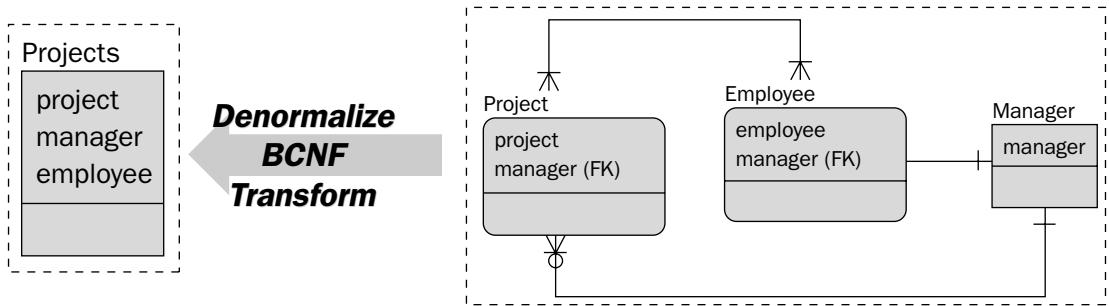 Projects
project
manager
employee
Denormalize
BCNF
Transform
Project
project
manager (FK)
Employee
employee
manager (FK)
Manager
manager